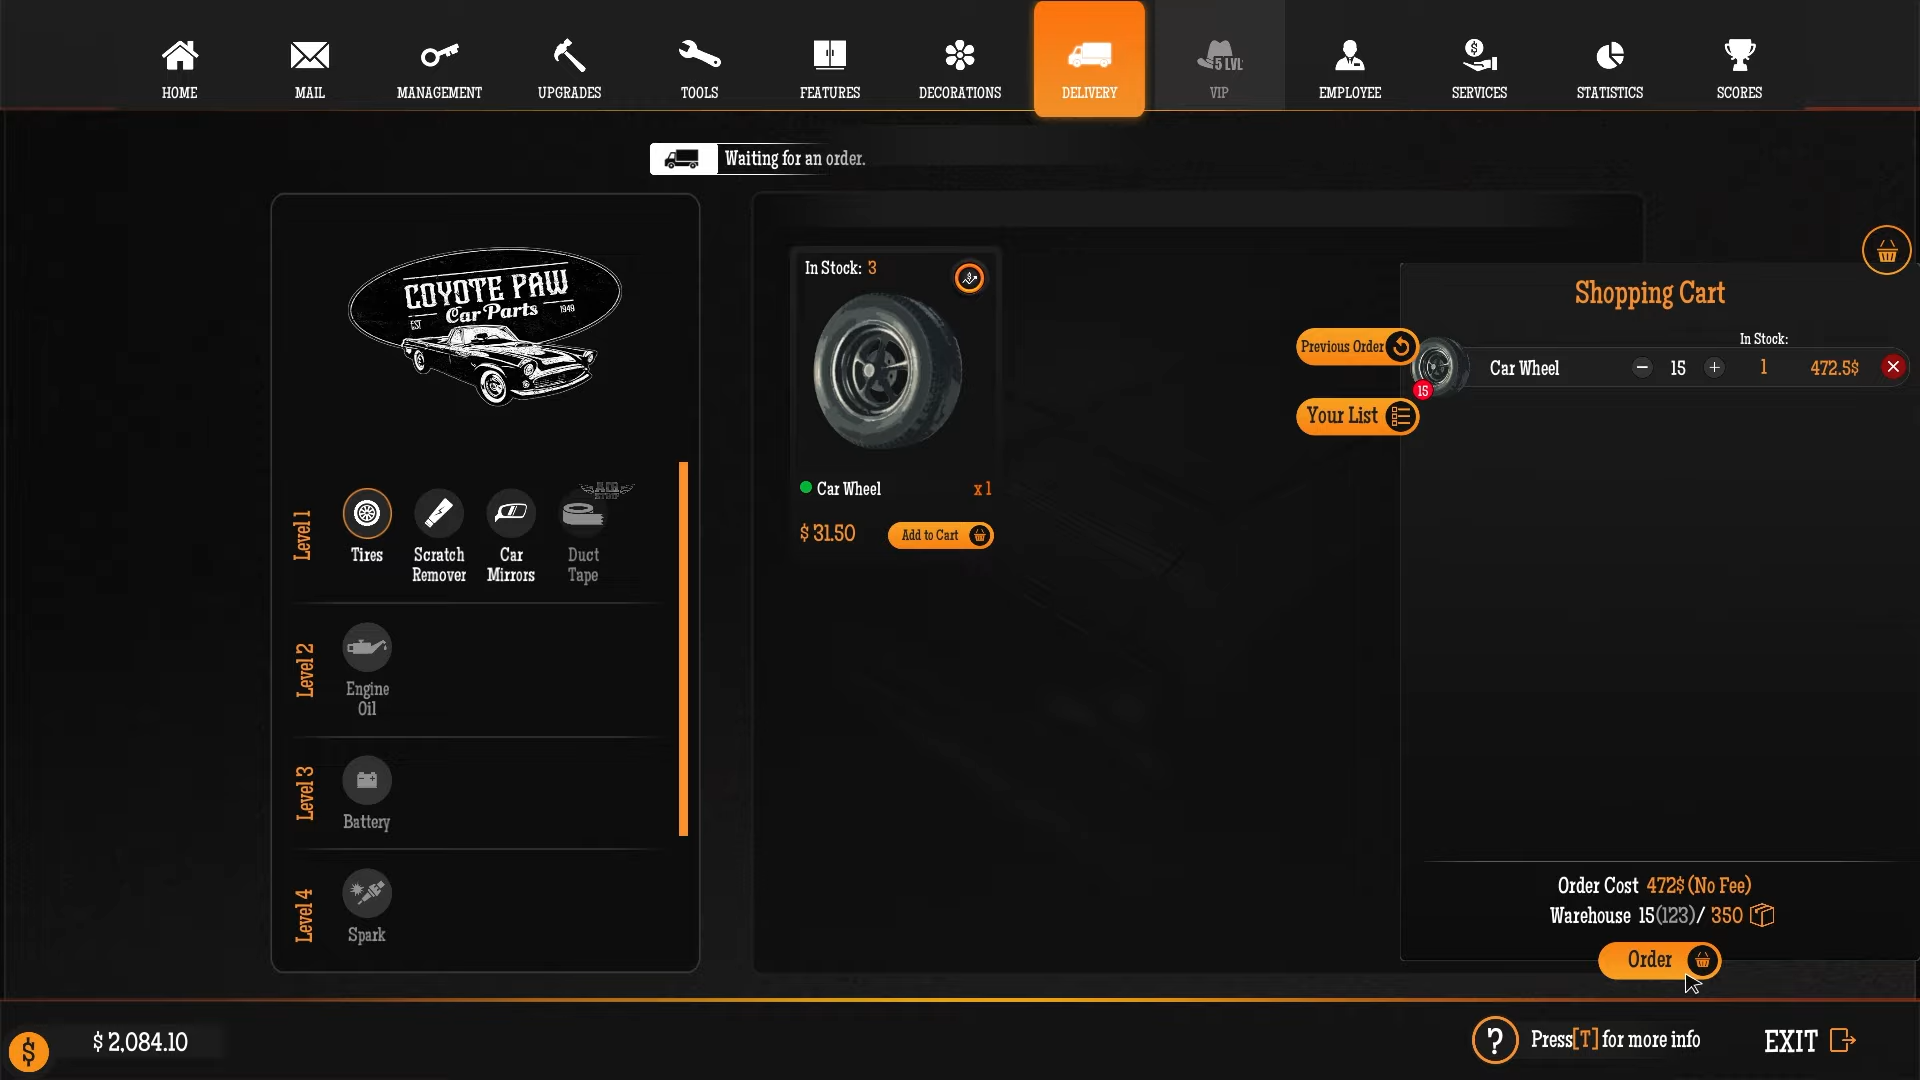 5 LVL
HOME
MAIL
MANAGEMENT
UPGRADES
TOOLS
FEATURES
DECORATIONS
DELIVERY
VIP
EMPLOYEE
SERVICES
STATISTICS
SCORES
Waiting for an order.
COYOTE PAW
Car Parts
EST
1949
Level 1
Tires
Scratch
Remover
Car
Mirrors
Duct
Tape
Level 2
Engine
Oil
Level 3
Battery
Level 4
Spark
In Stock: 3
Car Wheel
x 1
$ 31.50
Add to Cart
Previous Order
Your List
Shopping Cart
In Stock:
15
Car Wheel
− 15 +
1
472.5$
Order Cost 472$ (No Fee)
Warehouse 15(123)/ 350
Order
$ 2,084.10
? Press[T] for more info
EXIT